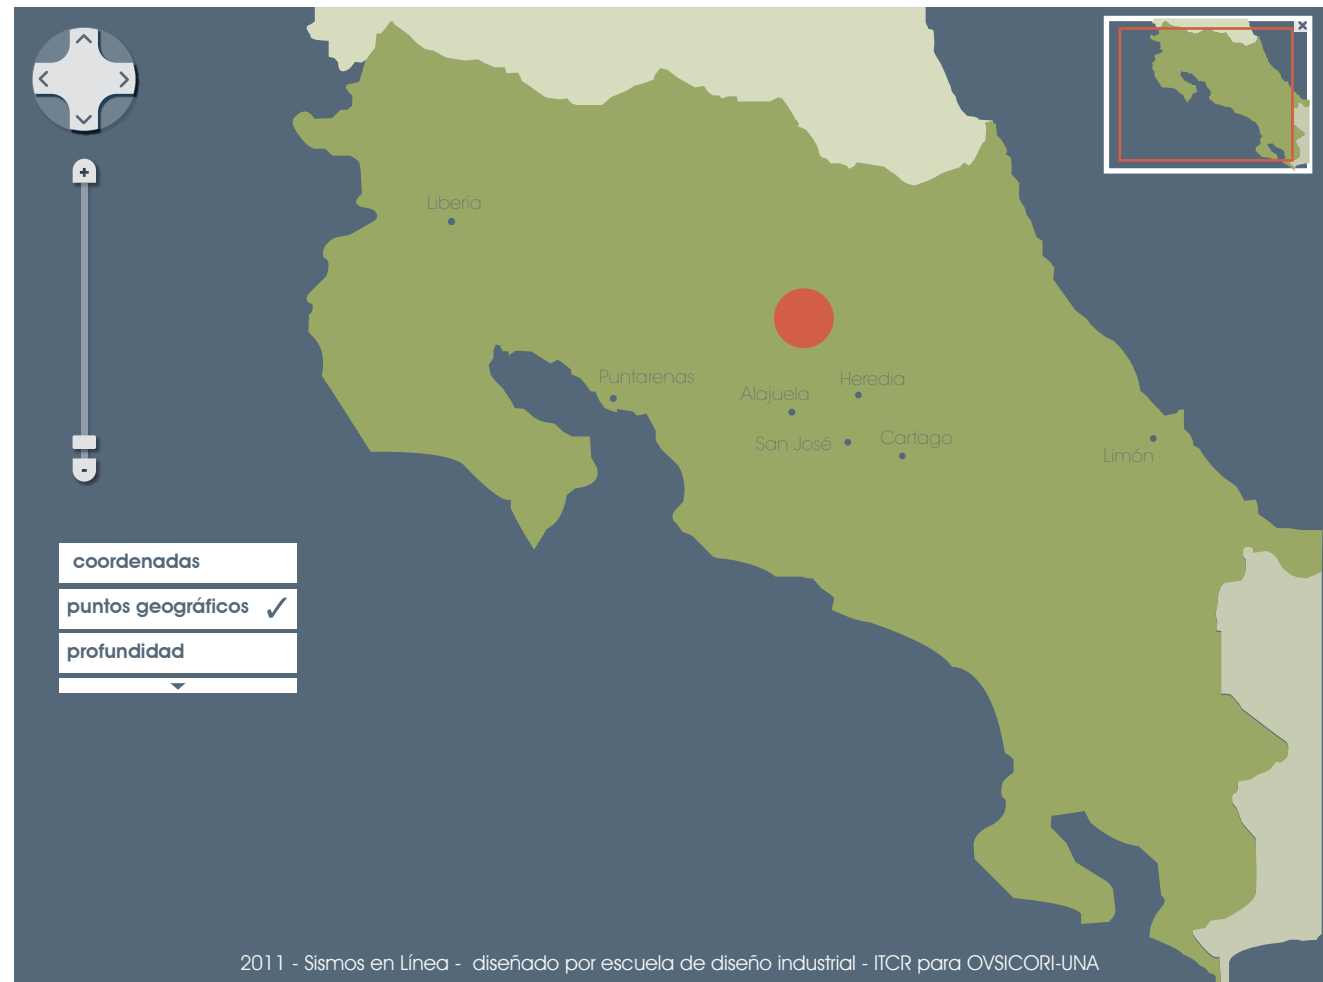 +
Liberia
Puntarenas
Alajuela
Heredia
San José
Cartago
Limón
-
coordenadas
puntos geográficos ✓
profundidad
2011 - Sismos en Línea - diseñado por escuela de diseño industrial - ITCR para OVSICORI-UNA